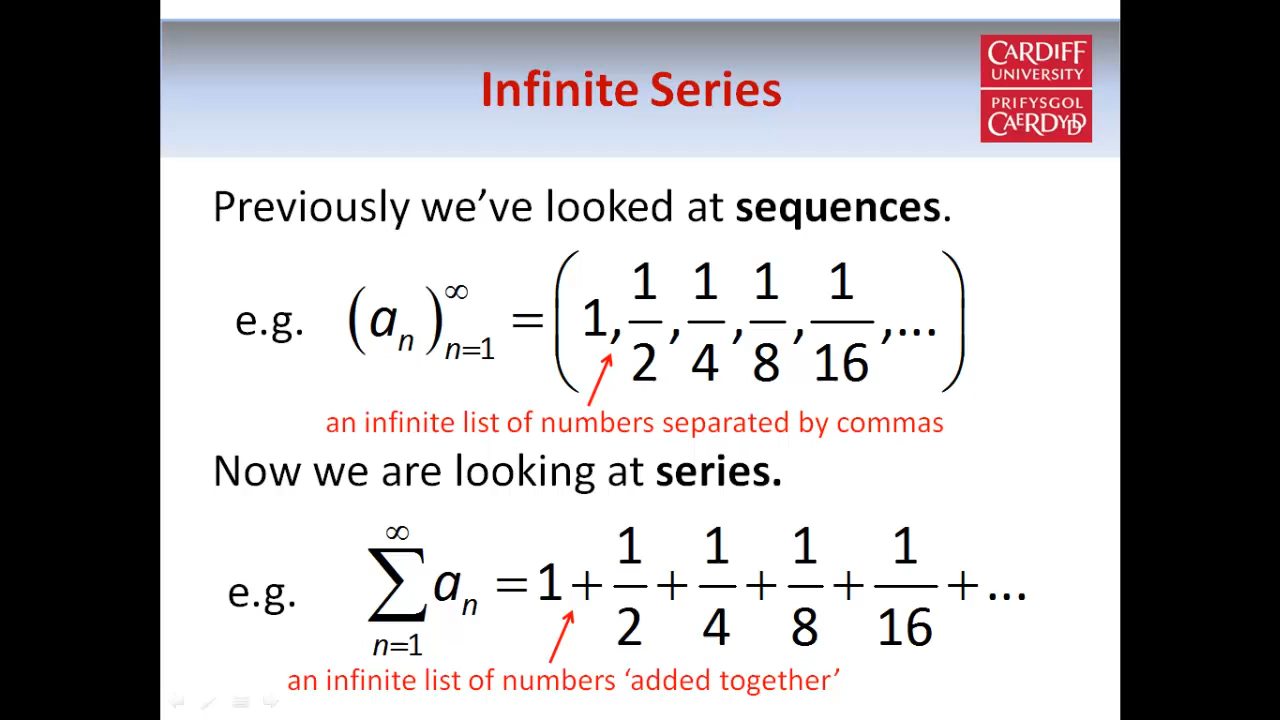 Infinite Series
CARDIFF
UNIVERSITY
PRIFYSGOL
CAERDYDD
Previously we’ve looked at sequences.
e.g. (aₙ)ₙ₌₁^∞ = (1, 1/2, 1/4, 1/8, 1/16, ...)
an infinite list of numbers separated by commas
Now we are looking at series.
e.g. ∑ₙ₌₁^∞ aₙ = 1 + 1/2 + 1/4 + 1/8 + 1/16 + ...
an infinite list of numbers ‘added together’